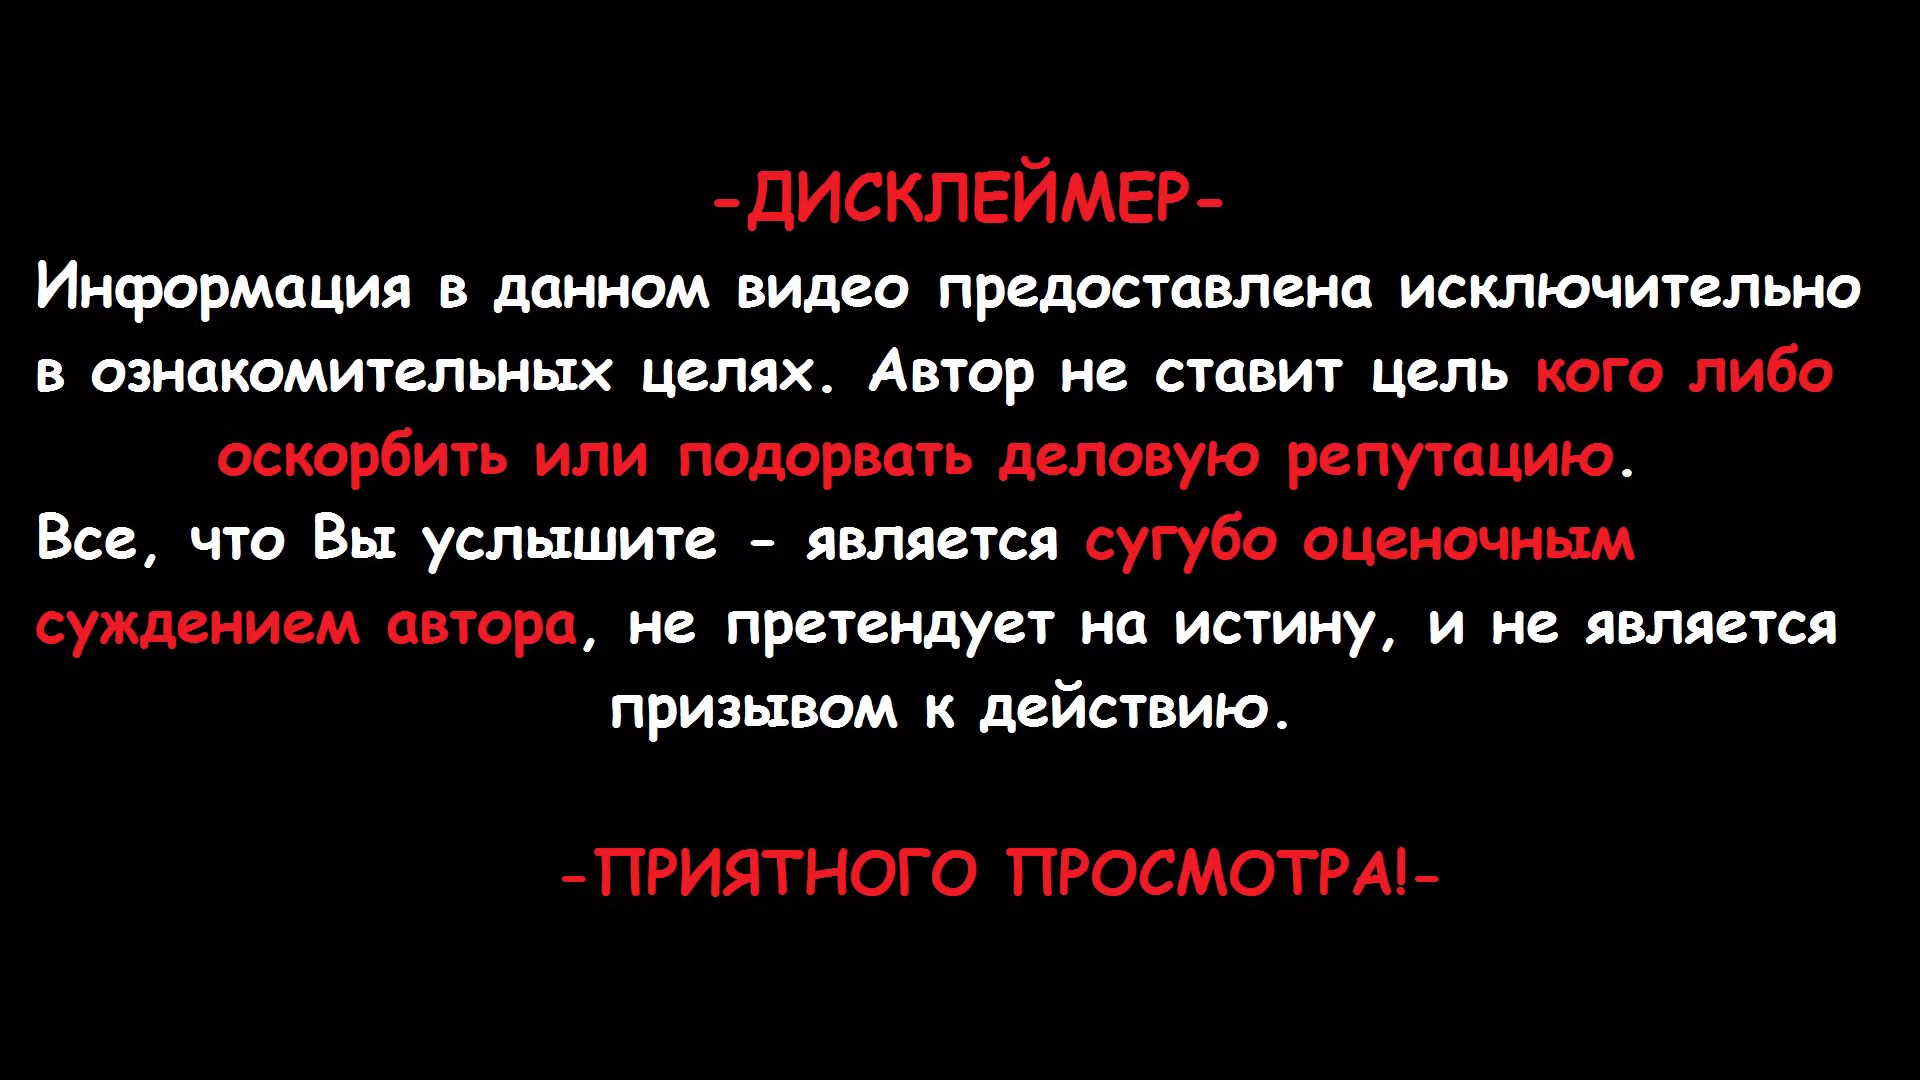 -ДИСКЛЕЙМЕР-
Информация в данном видео предоставлена исключительно
в ознакомительных целях. Автор не ставит цель кого либо
оскорбить или подорвать деловую репутацию.
Все, что Вы услышите - является сугубо оценочным
суждением автора, не претендует на истину, и не является
призывом к действию.
-ПРИЯТНОГО ПРОСМОТРА!-